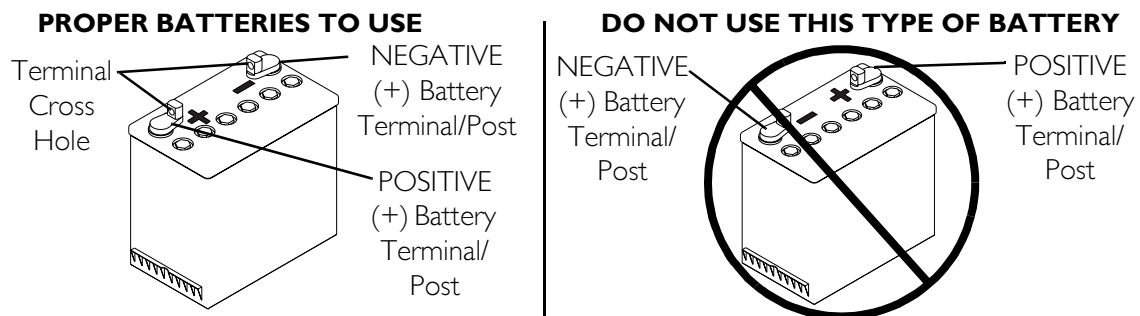 PROPER BATTERIES TO USE
Terminal
Cross
Hole
NEGATIVE
(+) Battery
Terminal/Post
POSITIVE
(+) Battery
Terminal/
Post
+
−
DO NOT USE THIS TYPE OF BATTERY
NEGATIVE
(+) Battery
Terminal/
Post
POSITIVE
(+) Battery
Terminal/
Post
−
+